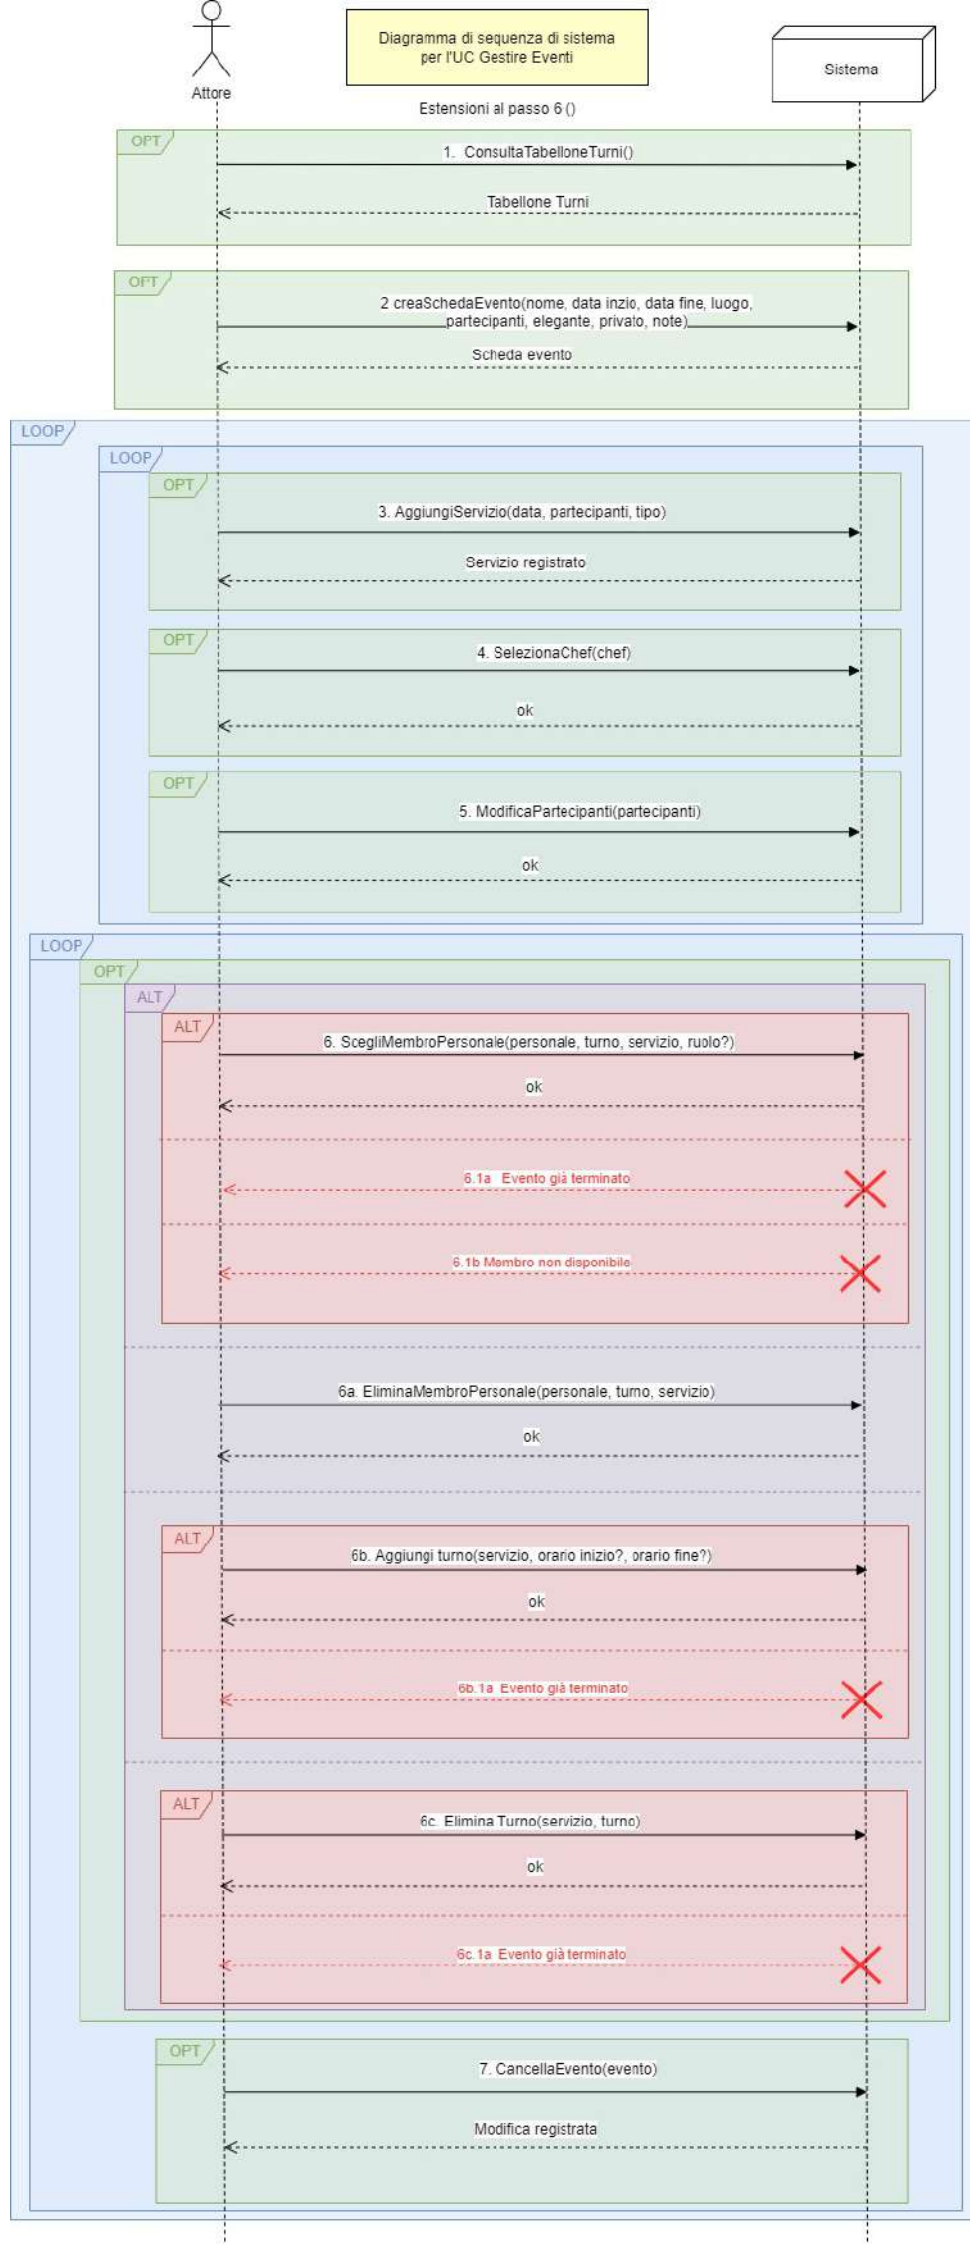 Diagramma di sequenza di sistema
per l'UC Gestire Eventi
Sistema
Attore
Estensioni al passo 6 ()
OPT
1. ConsultaTabelloneTurni()
Tabellone Turni
OPT
2 creaSchedaEvento(nome, data inzio, data fine, luogo,
partecipanti, elegante, privato, note)
Scheda evento
LOOP
LOOP
OPT
3. AggiungiServizio(data, partecipanti, tipo)
Servizio registrato
OPT
4. SelezionaChef(chef)
ok
OPT
5. ModificaPartecipanti(partecipanti)
ok
LOOP
OPT
ALT
ALT
6. ScegliMembroPersonale(personale, turno, servizio, ruolo?)
ok
6.1a Evento già terminato
6.1b Membro non disponibile
6a. EliminaMembroPersonale(personale, turno, servizio)
ok
ALT
6b. Aggiungi turno(servizio, orario inizio?, orario fine?)
ok
6b.1a Evento già terminato
ALT
6c. Elimina Turno(servizio, turno)
ok
6c.1a Evento già terminato
OPT
7. CancellaEvento(evento)
Modifica registrata